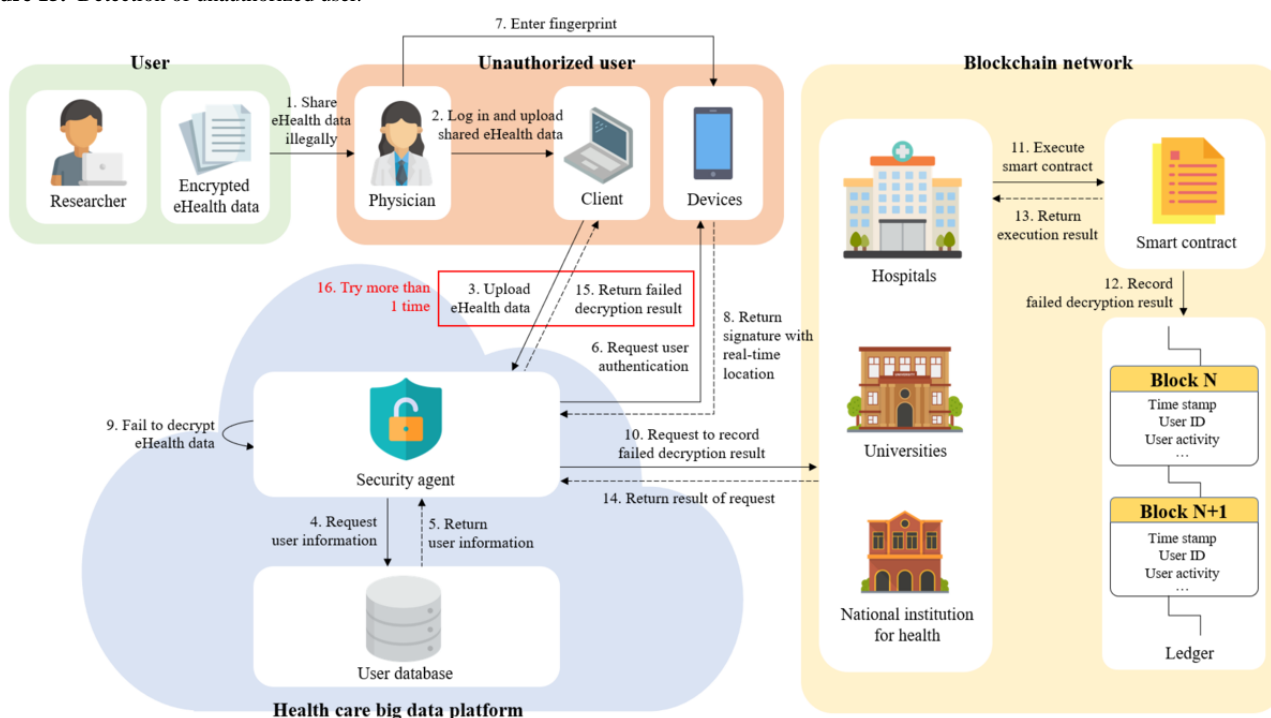 7. Enter fingerprint
User
Unauthorized user
Blockchain network
1. Share
eHealth data
illegally
2. Log in and upload
shared eHealth data
Researcher
Encrypted
eHealth data
Physician
Client
Devices
11. Execute
smart contract
13. Return
execution result
Smart contract
Hospitals
16. Try more than
1 time
3. Upload
eHealth data
15. Return failed
decryption result
12. Record
failed decryption result
8. Return
signature with
real-time
location
6. Request user
authentication
Block N
Time stamp
User ID
User activity
…
9. Fail to decrypt
eHealth data
Security agent
10. Request to record
failed decryption result
14. Return result of request
Universities
4. Request
user information
5. Return
user information
Block N+1
Time stamp
User ID
User activity
…
National institution
for health
Ledger
User database
Health care big data platform